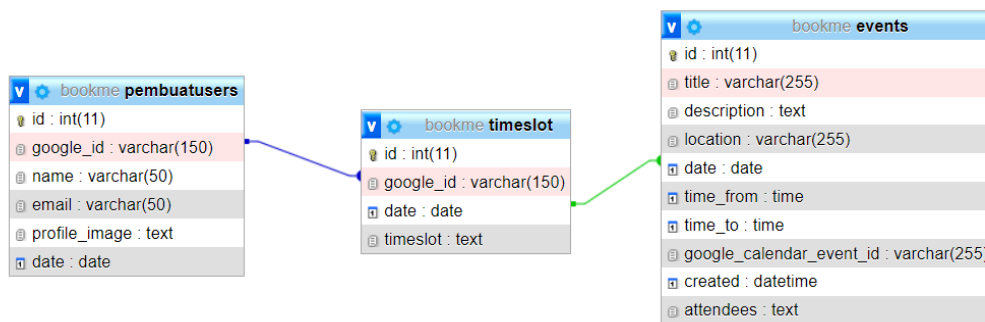 bookme pembuatusers
id : int(11)
google_id : varchar(150)
name : varchar(50)
email : varchar(50)
profile_image : text
date : date
bookme timeslot
id : int(11)
google_id : varchar(150)
date : date
timeslot : text
bookme events
id : int(11)
title : varchar(255)
description : text
location : varchar(255)
date : date
time_from : time
time_to : time
google_calendar_event_id : varchar(255)
created : datetime
attendees : text